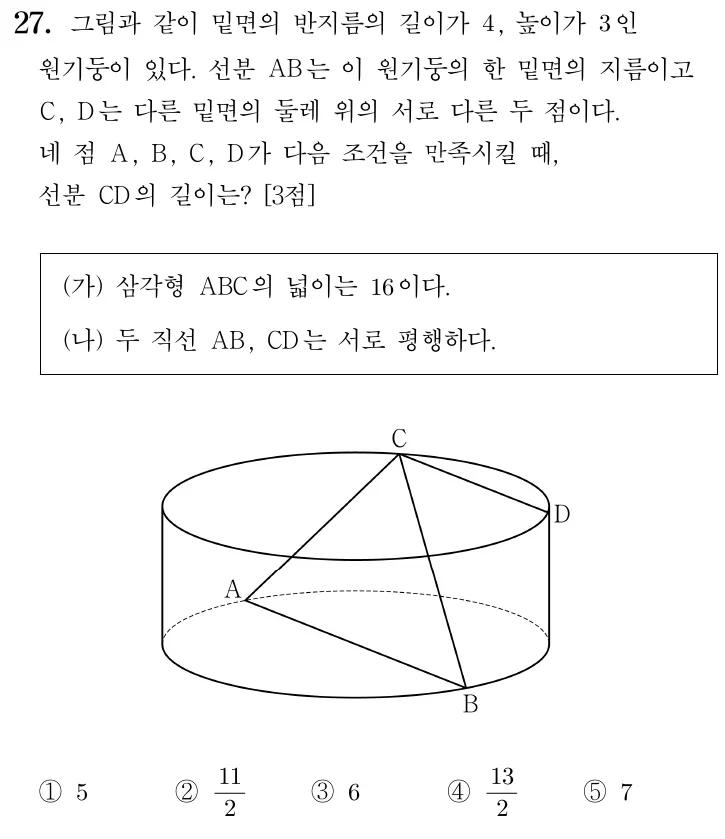 27. 그림과 같이 밑면의 반지름의 길이가 4, 높이가 3인
원기둥이 있다. 선분 AB는 이 원기둥의 한 밑면의 지름이고
C, D는 다른 밑면의 둘레 위의 서로 다른 두 점이다.
네 점 A, B, C, D가 다음 조건을 만족시킬 때,
선분 CD의 길이는? [3점]
(가) 삼각형 ABC의 넓이는 16이다.
(나) 두 직선 AB, CD는 서로 평행하다.
C
D
A
B
① 5 ② 11/2 ③ 6 ④ 13/2 ⑤ 7